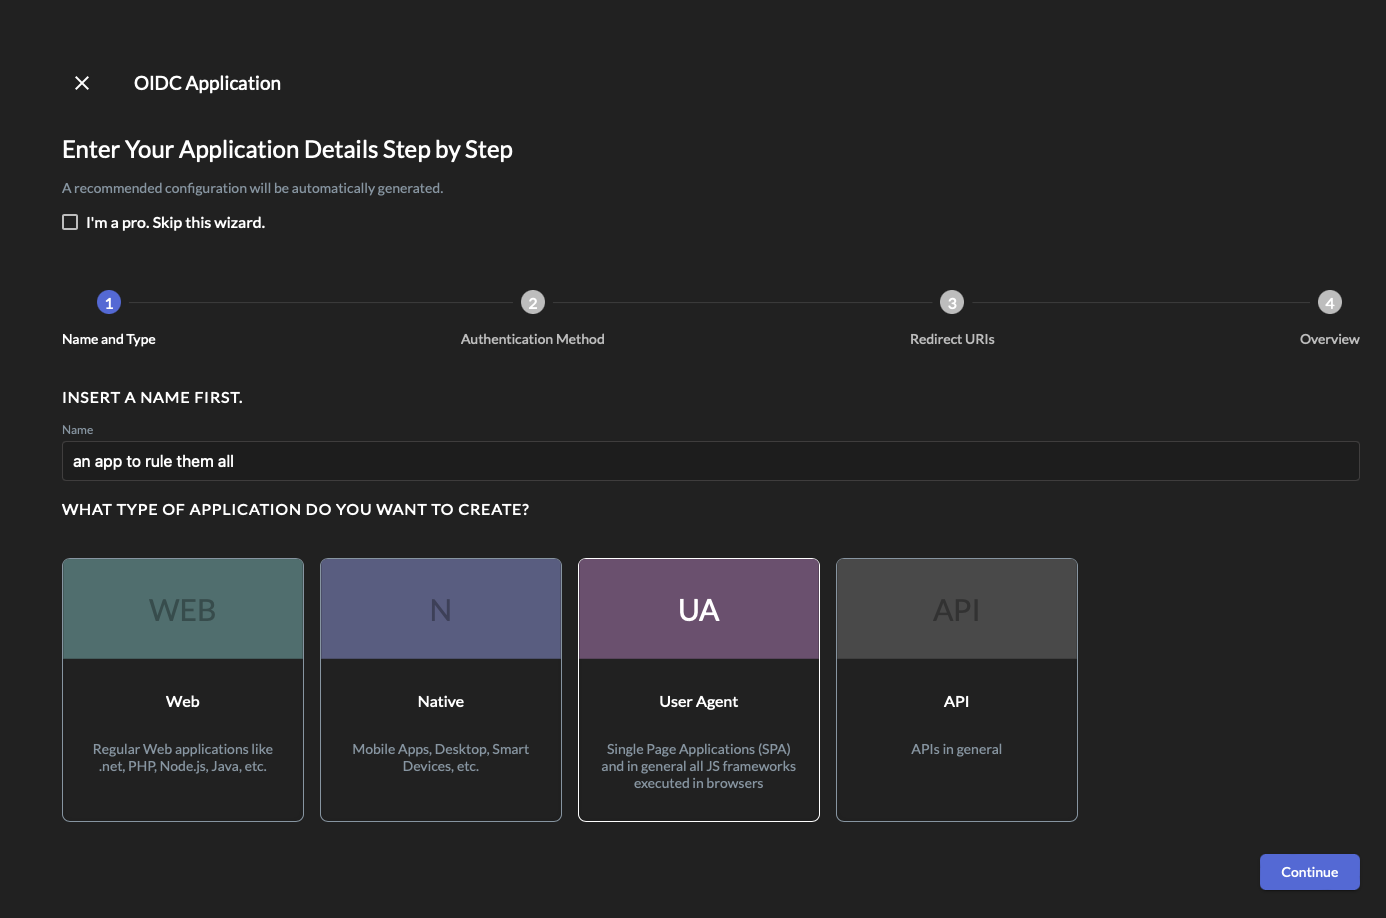 OIDC Application
Enter Your Application Details Step by Step
A recommended configuration will be automatically generated.
I'm a pro. Skip this wizard.
1
2
3
4
Name and Type
Authentication Method
Redirect URIs
Overview
INSERT A NAME FIRST.
Name
an app to rule them all
WHAT TYPE OF APPLICATION DO YOU WANT TO CREATE?
WEB
Web
Regular Web applications like
.net, PHP, Node.js, Java, etc.
N
Native
Mobile Apps, Desktop, Smart
Devices, etc.
UA
User Agent
Single Page Applications (SPA)
and in general all JS frameworks
executed in browsers
API
API
APIs in general
Continue